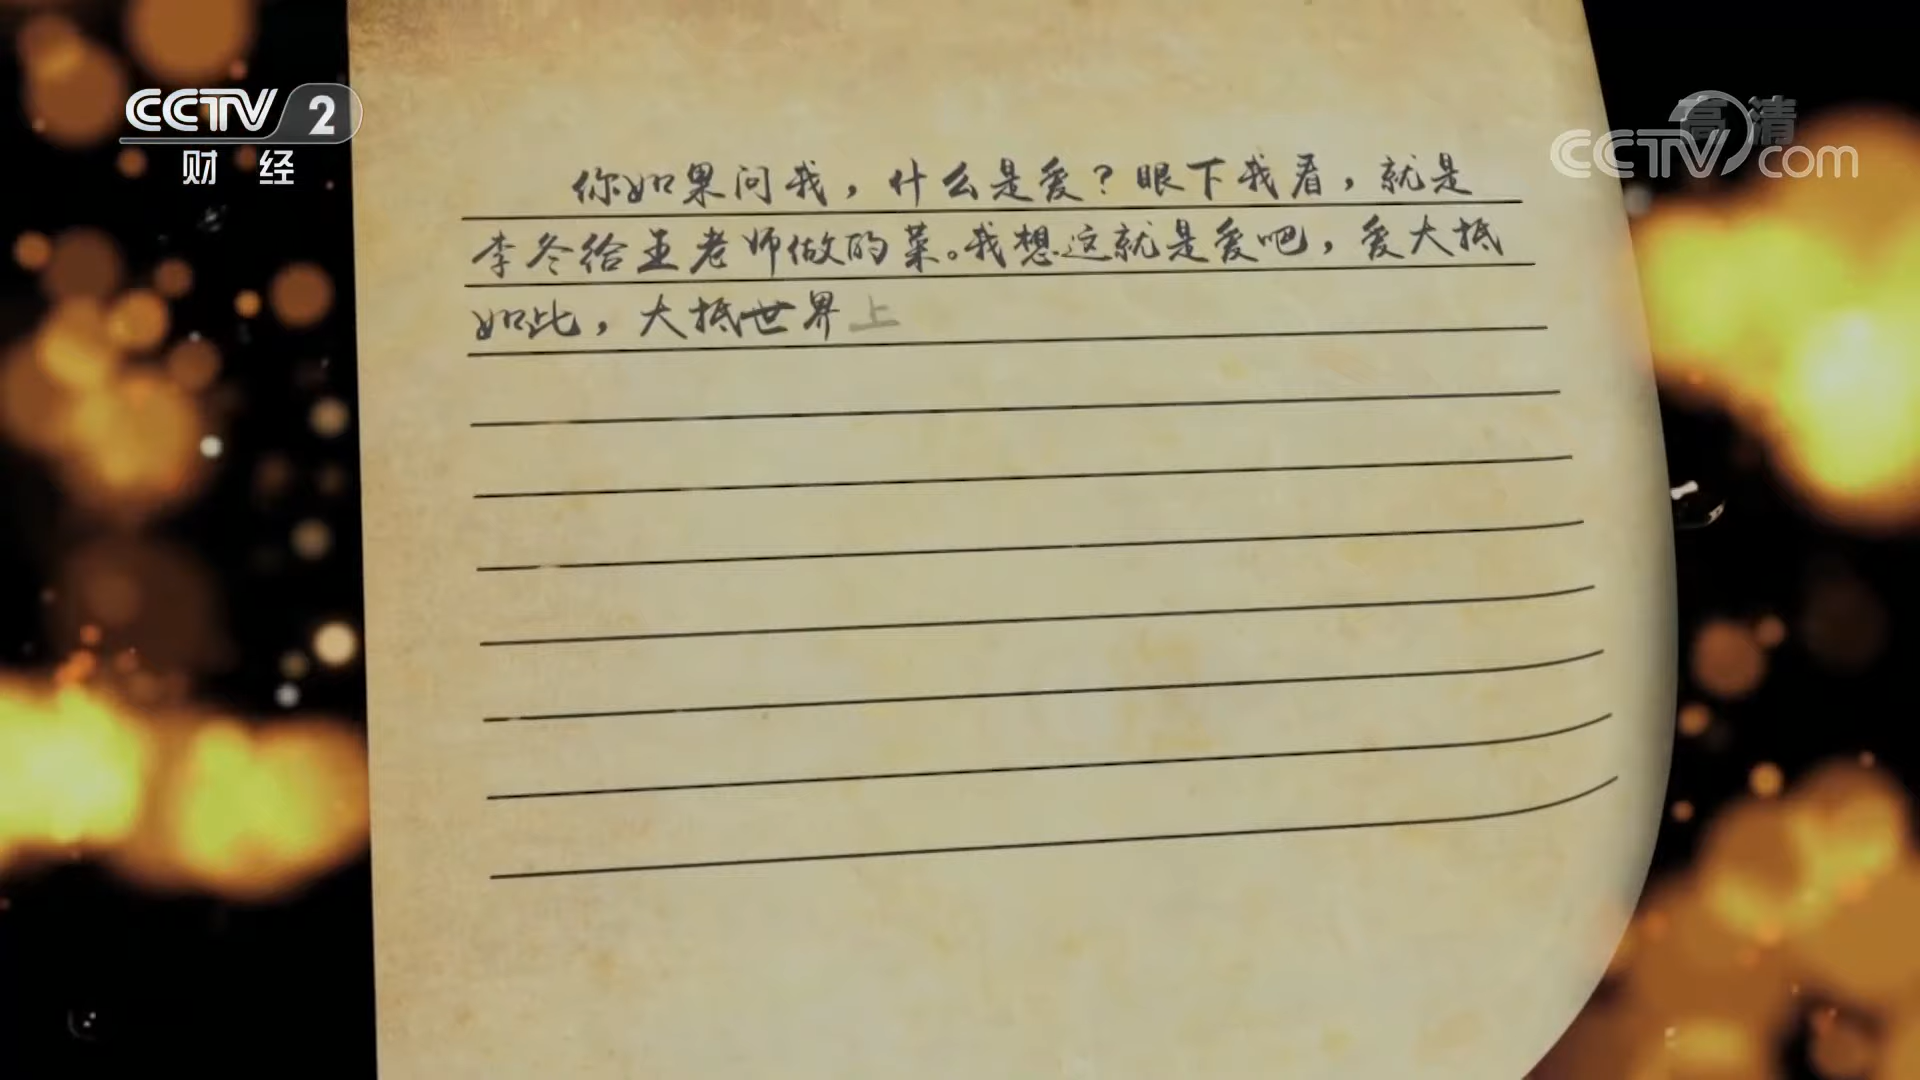 CCTV 2
财经
高清
CCTV.com
你如果问我，什么是爱？眼下我看，就是
李冬给王老师做的菜。我想这就是爱吧，爱大抵
如此，大抵世界上